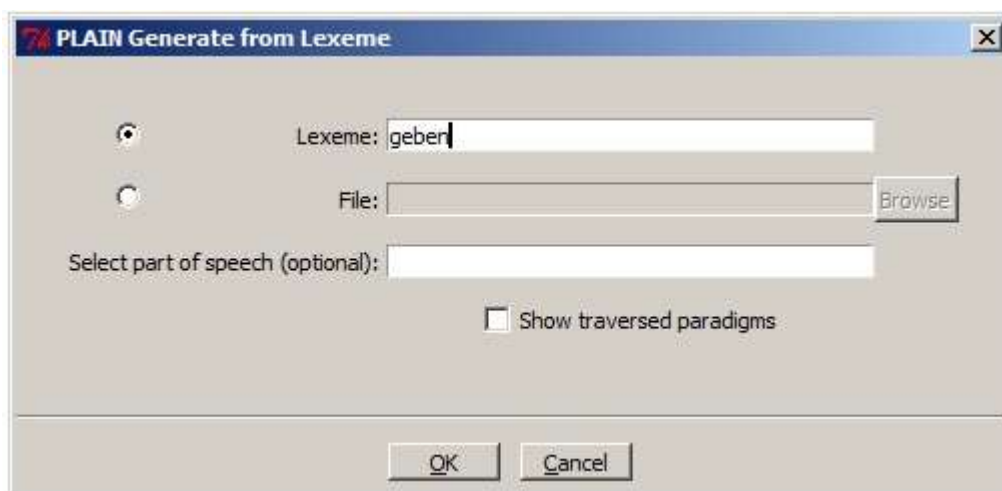 PLAIN Generate from Lexeme
Lexeme: geben
File: Browse
Select part of speech (optional):
Show traversed paradigms
OK Cancel